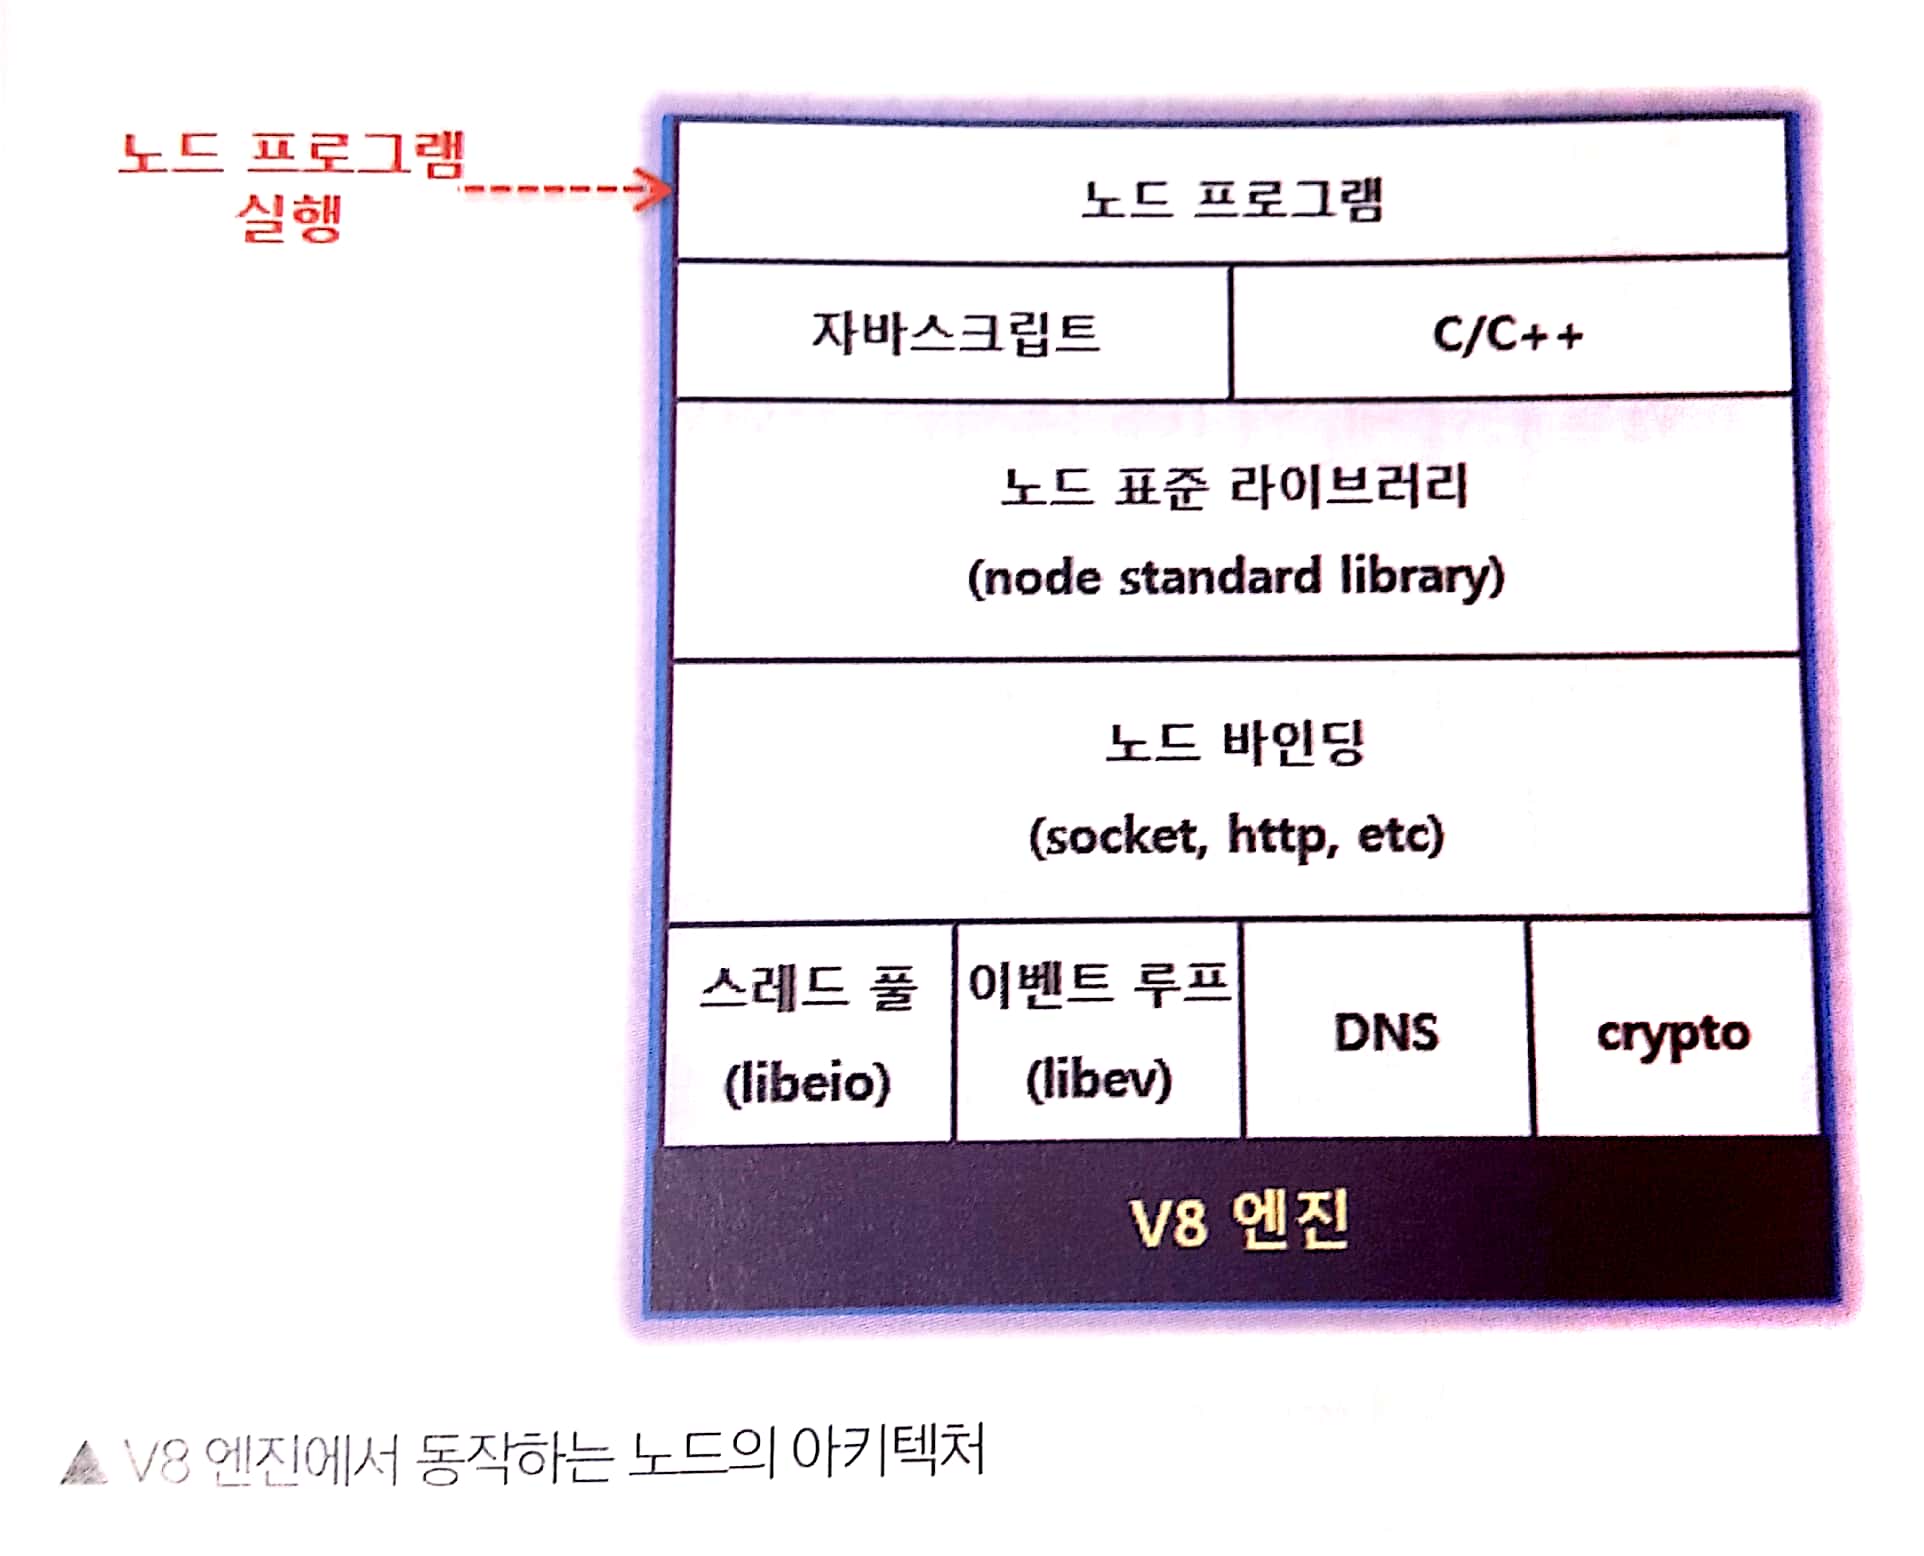 노드 프로그램
실행
노드 프로그램
자바스크립트
C/C++
노드 표준 라이브러리
(node standard library)
노드 바인딩
(socket, http, etc)
스레드 풀
(libeio)
이벤트 루프
(libev)
DNS
crypto
V8 엔진
▲ V8 엔진에서 동작하는 노드의 아키텍처